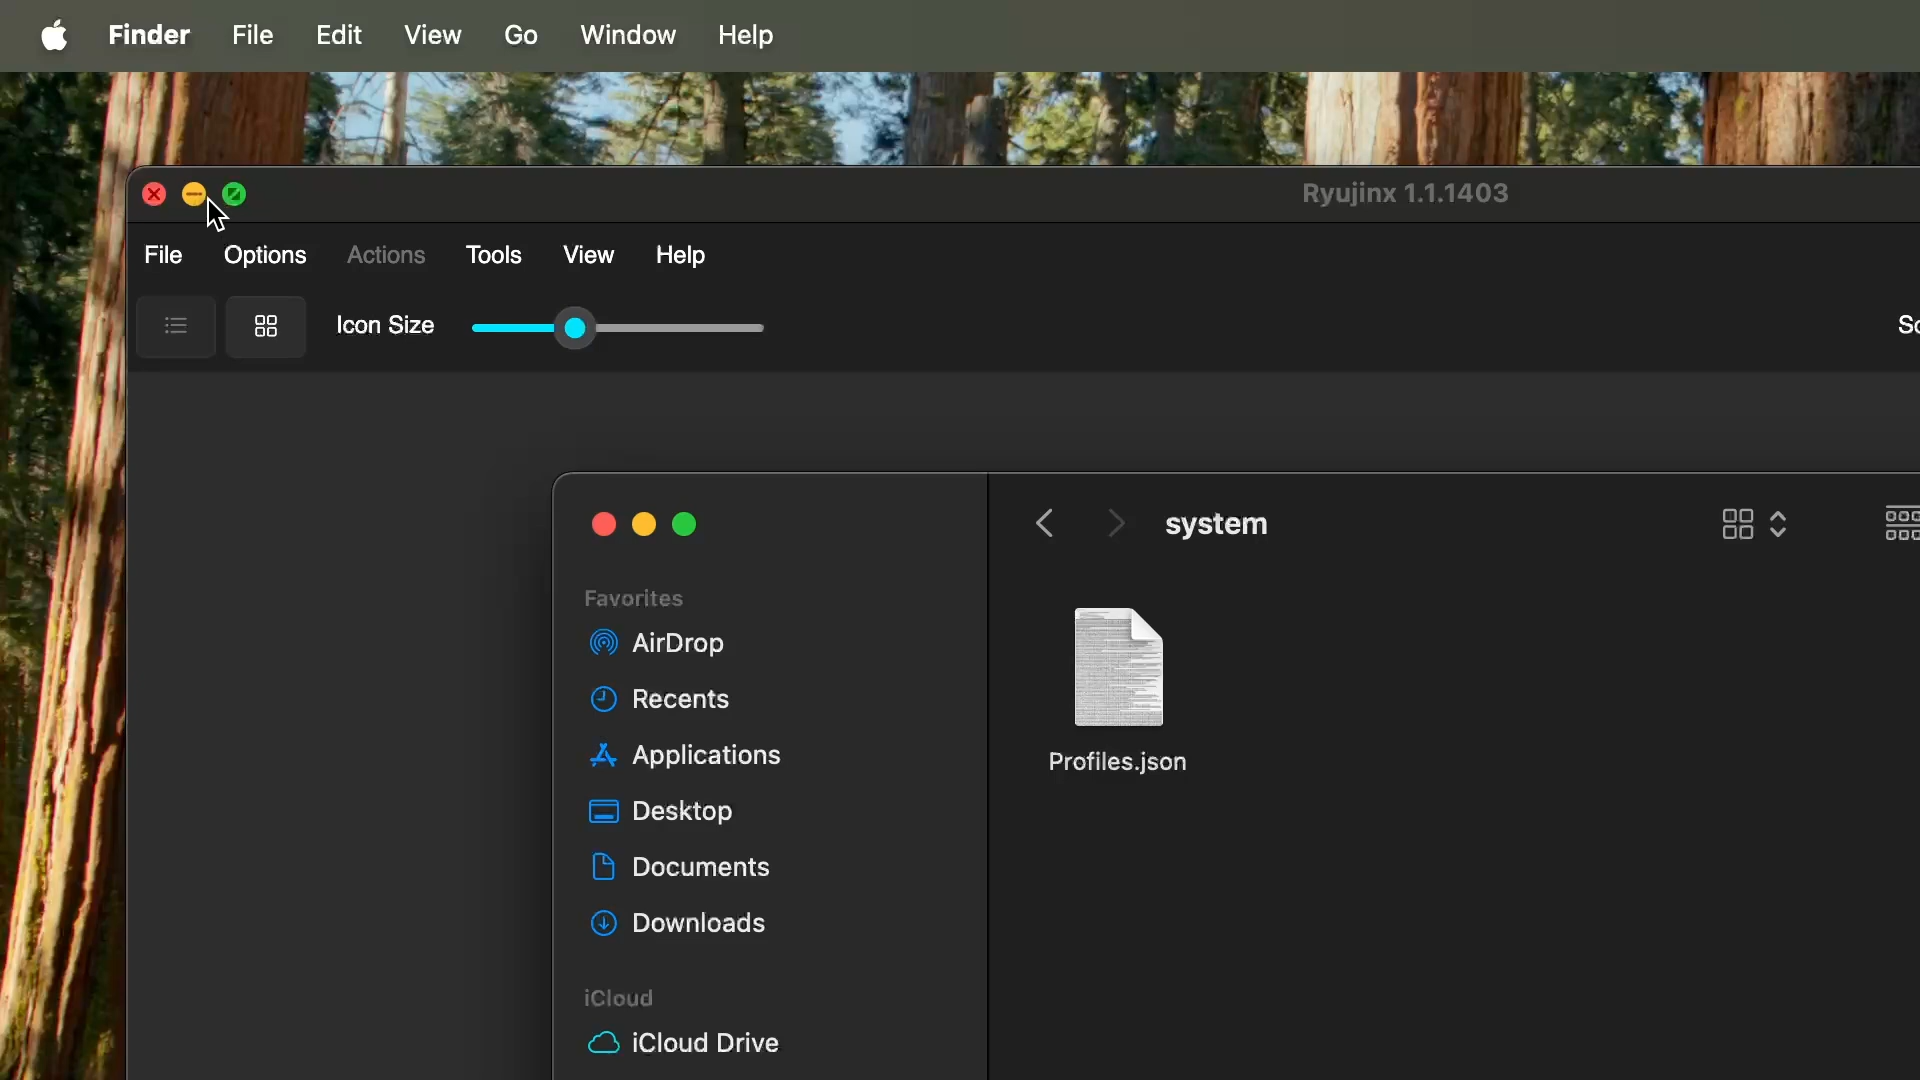 Finder File Edit View Go Window Help
Ryujinx 1.1.1403
File Options Actions Tools View Help
Icon Size
system
Favorites
AirDrop
Recents
Applications
Desktop
Documents
Downloads
iCloud
iCloud Drive
Profiles.json